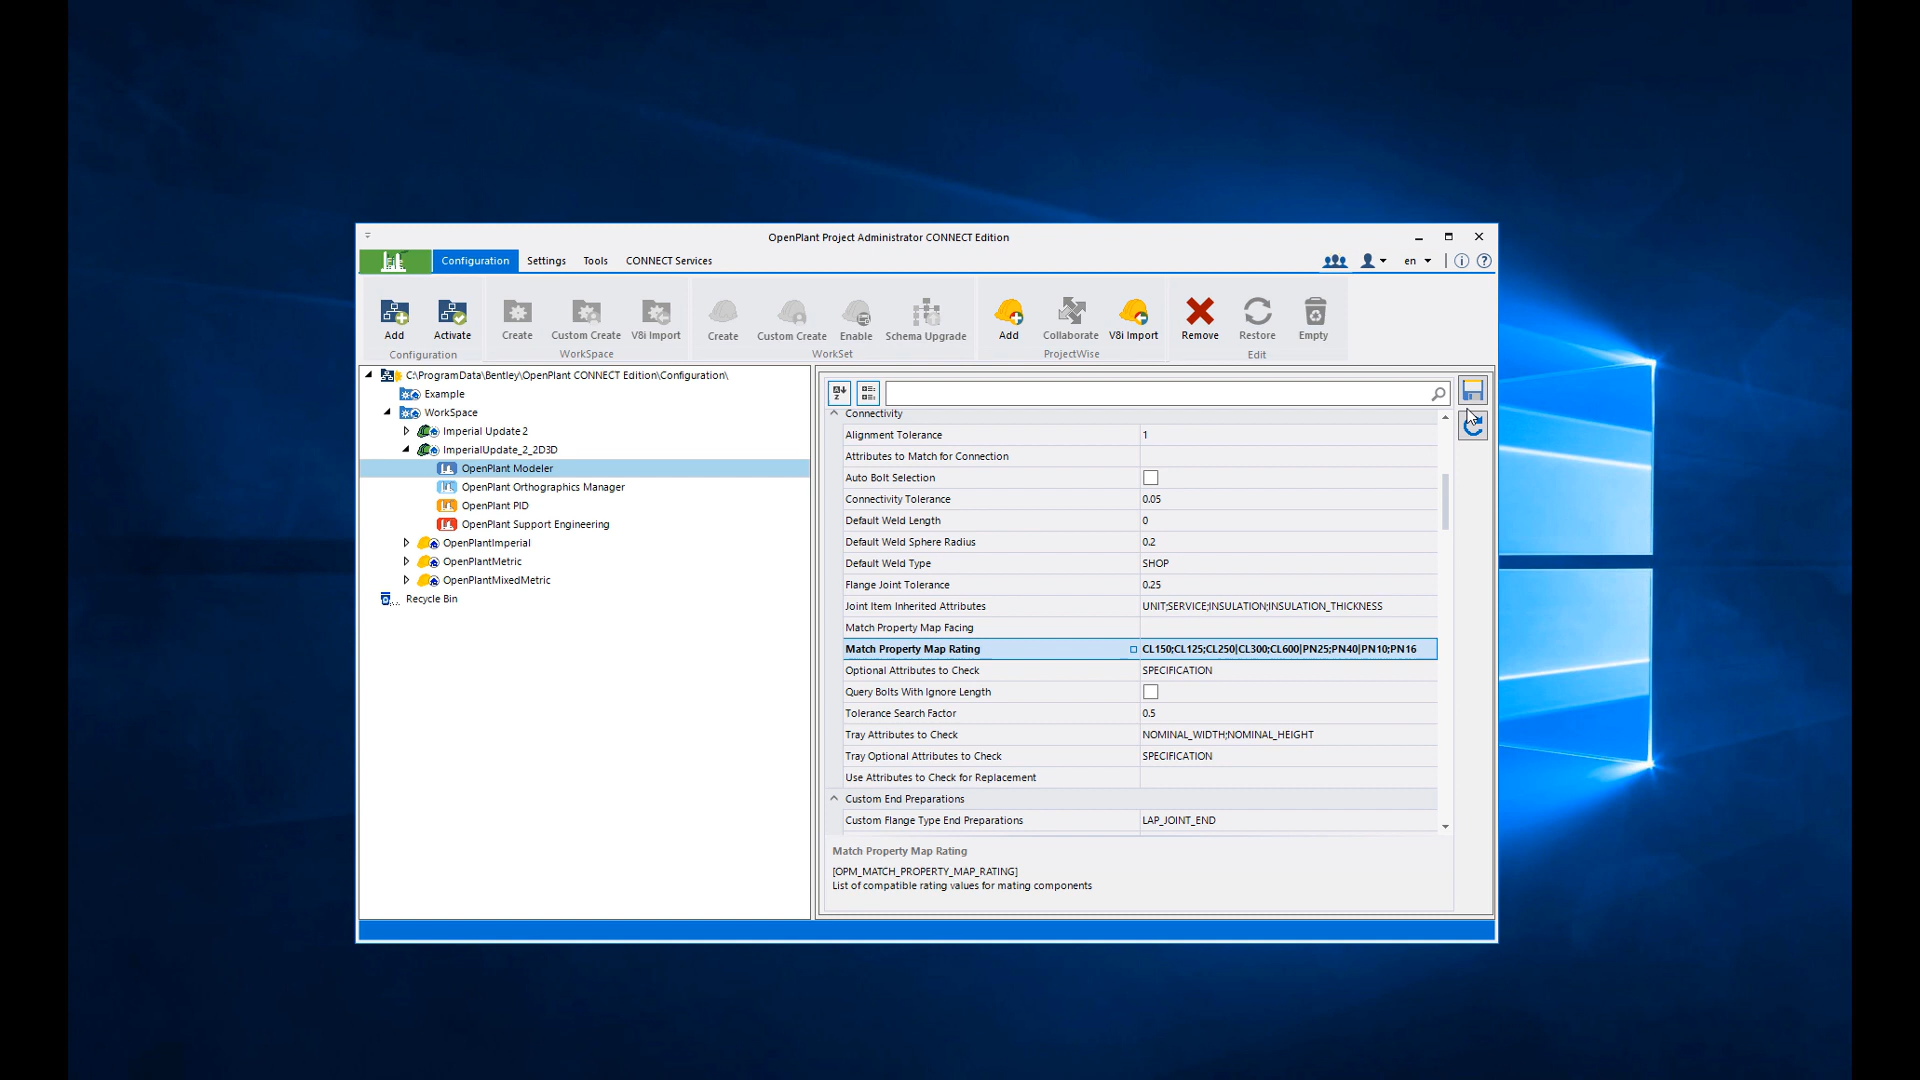 OpenPlant Project Administrator CONNECT Edition
Configuration Settings Tools CONNECT Services
en
Add Activate Create Custom Create V8i Import Create Custom Create Enable Schema Upgrade Add Collaborate V8i Import Remove Restore Empty
Configuration WorkSpace WorkSet ProjectWise Edit
C:\ProgramData\Bentley\OpenPlant CONNECT Edition\Configuration\
Example
WorkSpace
Imperial Update 2
ImperialUpdate_2_2D3D
OpenPlant Modeler
OpenPlant Orthographics Manager
OpenPlant PID
OpenPlant Support Engineering
OpenPlantImperial
OpenPlantMetric
OpenPlantMixedMetric
Recycle Bin
Connectivity
Alignment Tolerance 1
Attributes to Match for Connection
Auto Bolt Selection
Connectivity Tolerance 0.05
Default Weld Length 0
Default Weld Sphere Radius 0.2
Default Weld Type SHOP
Flange Joint Tolerance 0.25
Joint Item Inherited Attributes UNIT;SERVICE;INSULATION;INSULATION_THICKNESS
Match Property Map Facing
Match Property Map Rating CL150;CL125;CL250|CL300;CL600|PN25;PN40|PN10;PN16
Optional Attributes to Check SPECIFICATION
Query Bolts With Ignore Length
Tolerance Search Factor 0.5
Tray Attributes to Check NOMINAL_WIDTH;NOMINAL_HEIGHT
Tray Optional Attributes to Check SPECIFICATION
Use Attributes to Check for Replacement
Custom End Preparations
Custom Flange Type End Preparations LAP_JOINT_END
Match Property Map Rating
[OPM_MATCH_PROPERTY_MAP_RATING]
List of compatible rating values for mating components